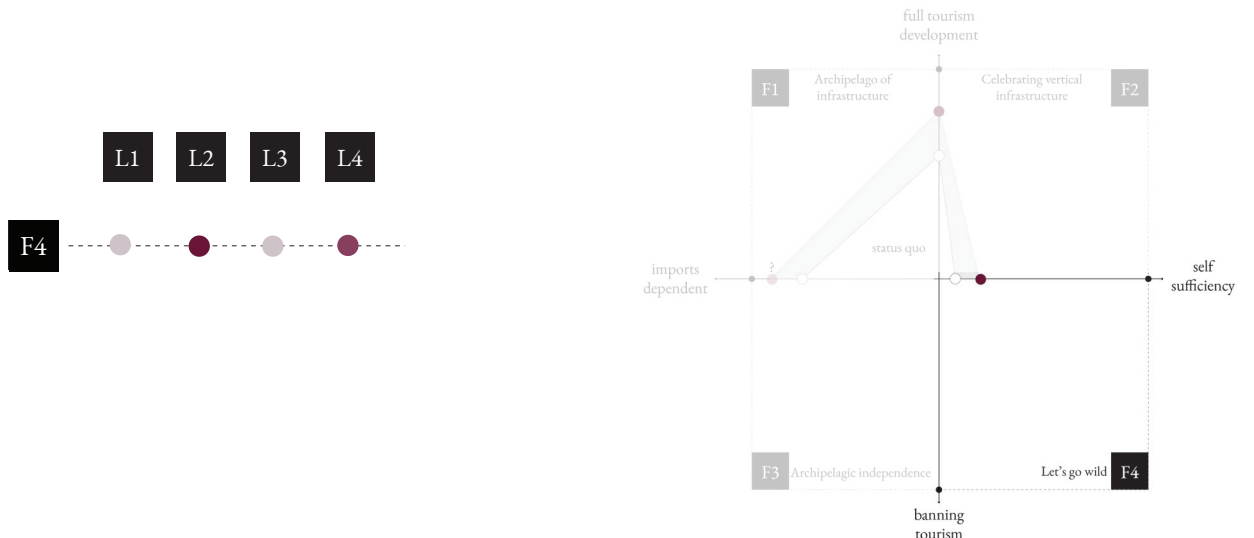 L1 L2 L3 L4
F4
full tourism
development
F1
Archipelago of
infrastructure
Celebrating vertical
infrastructure
F2
status quo
?
imports
dependent
self
sufficiency
F3
Archipelagic independence
Let's go wild
F4
banning
tourism